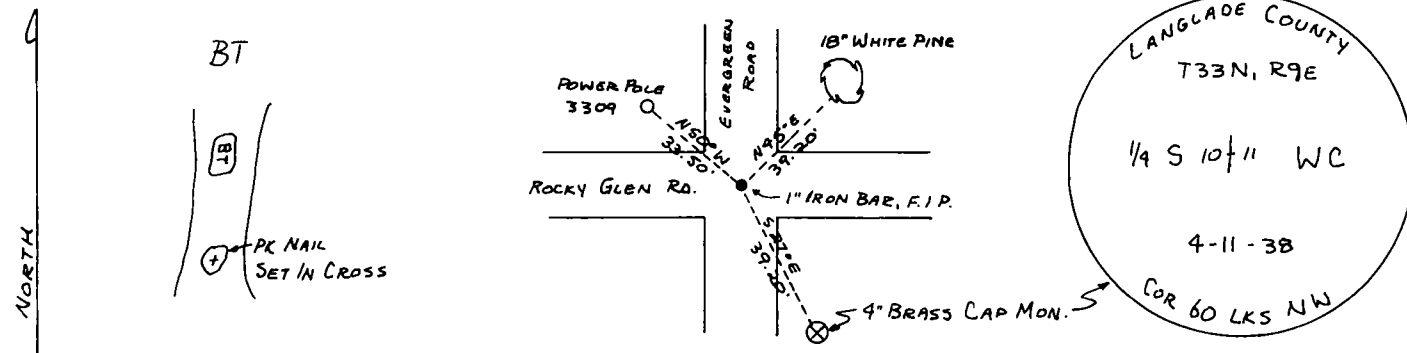 NORTH
BT
BT
PK NAIL
SET IN CROSS
POWER POLE
3309
EVERGREEN
ROAD
18" WHITE PINE
N50°W
33.50'
N45°E
39.20'
ROCKY GLEN RD.
1" IRON BAR, F.I.P.
S 27°E
39.20'
4" BRASS CAP MON.
LANGLADE COUNTY
T33N, R9E
1/4 S 10+11 WC
4-11-38
COR 60 LKS NW